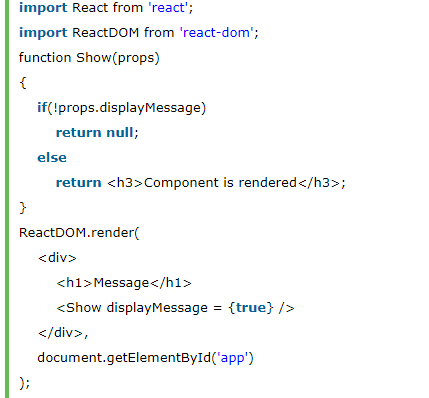 import React from 'react';
import ReactDOM from 'react-dom';
function Show(props)
{
if(!props.displayMessage)
return null;
else
return <h3>Component is rendered</h3>;
}
ReactDOM.render(
<div>
<h1>Message</h1>
<Show displayMessage = {true} />
</div>,
document.getElementById('app')
);